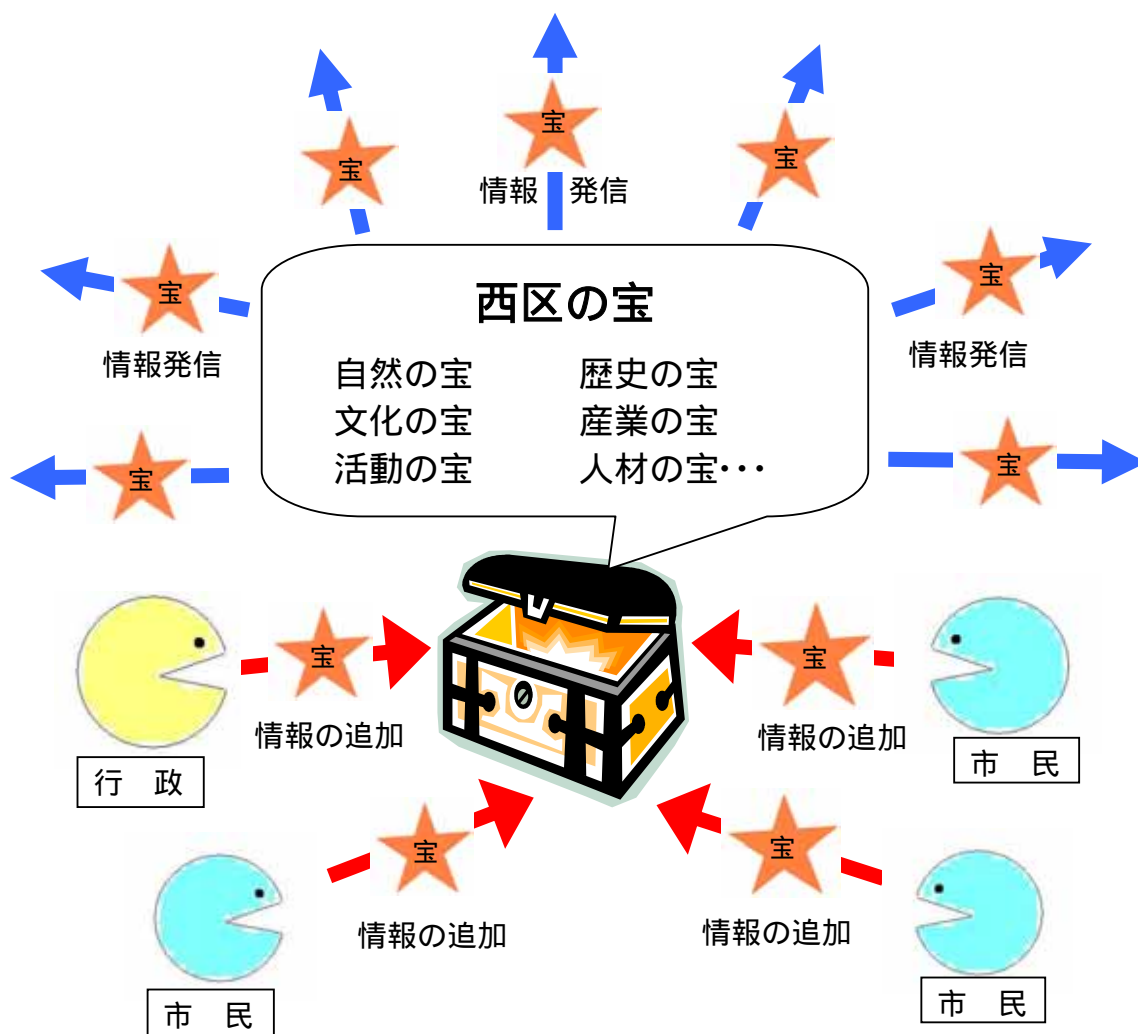 宝
宝
宝
情報 発信
宝
宝
情報発信
情報発信
西区の宝
自然の宝 歴史の宝
文化の宝 産業の宝
活動の宝 人材の宝・・・
宝
宝
宝
宝
情報の追加
情報の追加
行 政
市 民
宝
宝
情報の追加
情報の追加
市 民
市 民